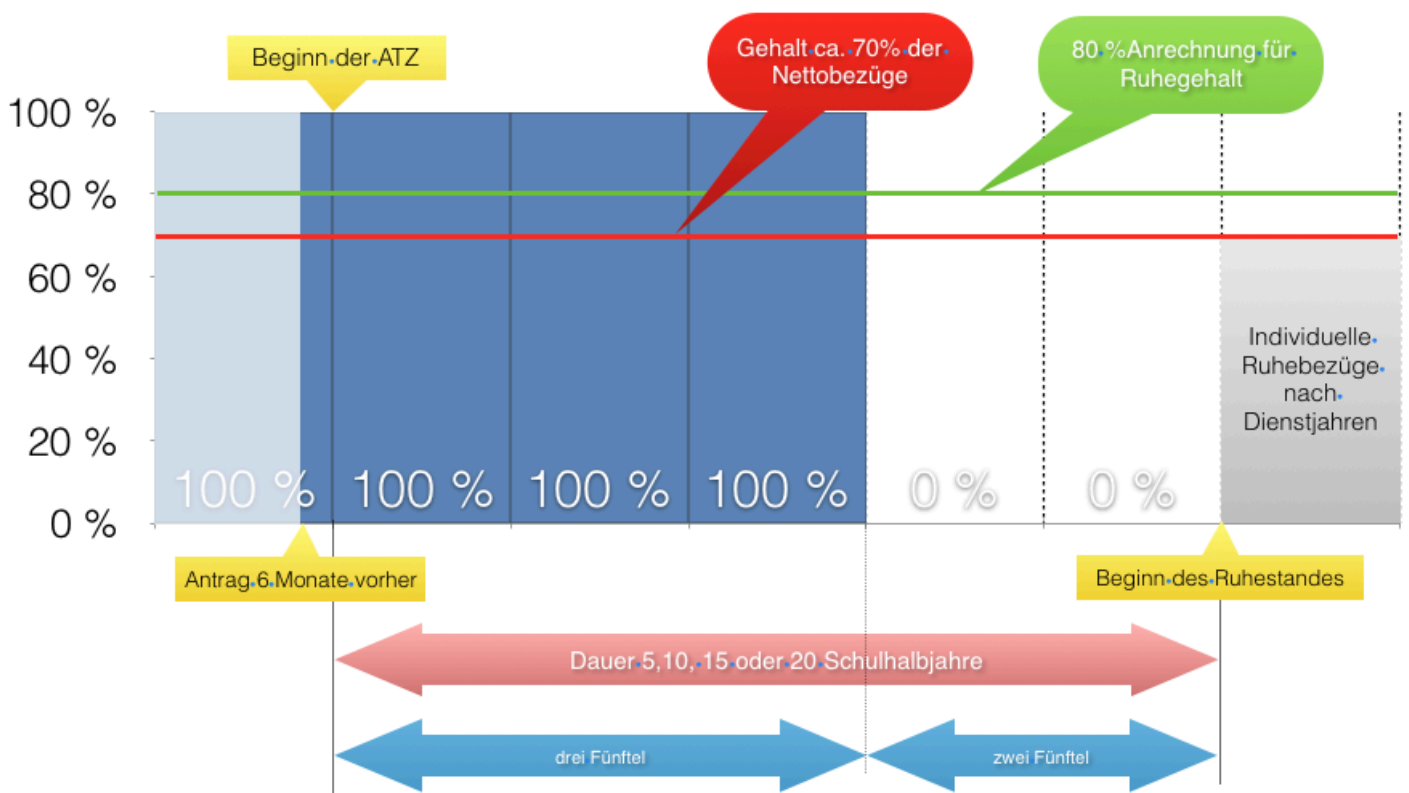 Beginn der ATZ
Gehalt ca. 70% der
Nettobezüge
80 %Anrechnung für
Ruhegehalt
100 %
80 %
60 %
40 %
20 %
0 %
Individuelle
Ruhebezüge
nach
Dienstjahren
100 %
100 %
100 %
100 %
0 %
0 %
Antrag 6 Monate vorher
Beginn des Ruhestandes
Dauer 5,10, 15 oder 20 Schulhalbjahre
drei Fünftel
zwei Fünftel